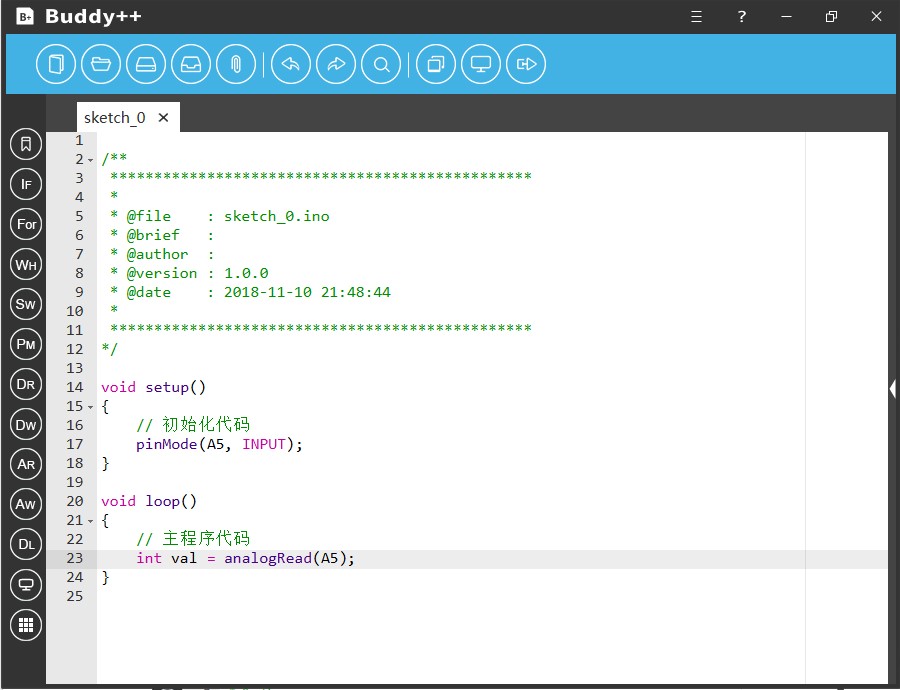 B+ Buddy++
?
sketch_0 ×
IF
For
WH
SW
PM
DR
DW
AR
AW
DL
1
2 /**
3 ************************************************
4 *
5 * @file    : sketch_0.ino
6 * @brief   :
7 * @author  :
8 * @version : 1.0.0
9 * @date    : 2018-11-10 21:48:44
10 *
11 ************************************************
12 */
13
14 void setup()
15 {
16     // 初始化代码
17     pinMode(A5, INPUT);
18 }
19
20 void loop()
21 {
22     // 主程序代码
23     int val = analogRead(A5);
24 }
25